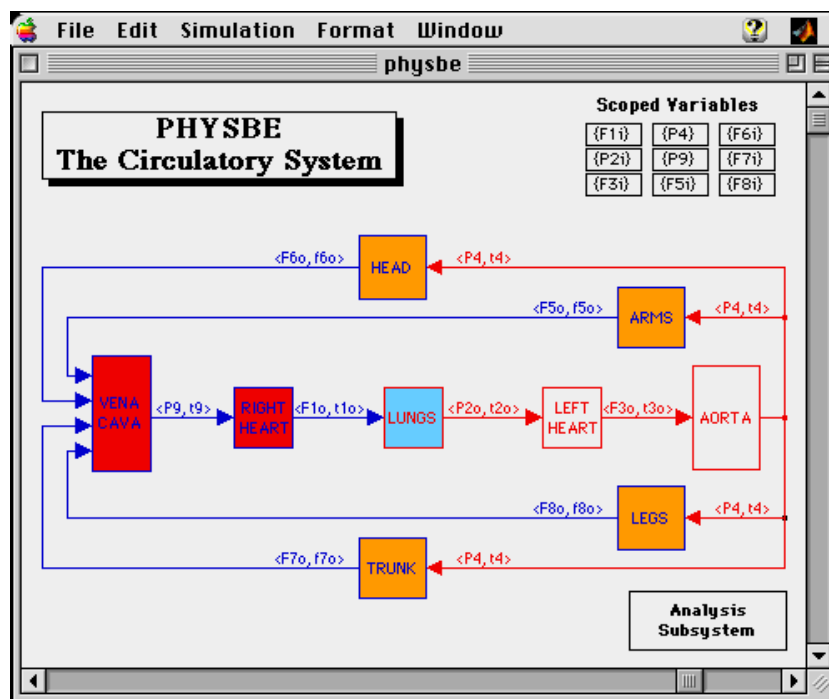 File Edit Simulation Format Window
physbe
PHYSBE
The Circulatory System
Scoped Variables
{F1i} {P4} {F6i}
{P2i} {P9} {F7i}
{F3i} {F5i} {F8i}
<F6o, f6o> HEAD <P4, t4>
<F5o, f5o> ARMS <P4, t4>
VENA
CAVA
<P9, t9>
RIGHT
HEART
<F1o, t1o>
LUNGS
<P2o, t2o>
LEFT
HEART
<F3o, t3o>
AORTA
<F8o, f8o> LEGS <P4, t4>
<F7o, f7o> TRUNK <P4, t4>
Analysis
Subsystem